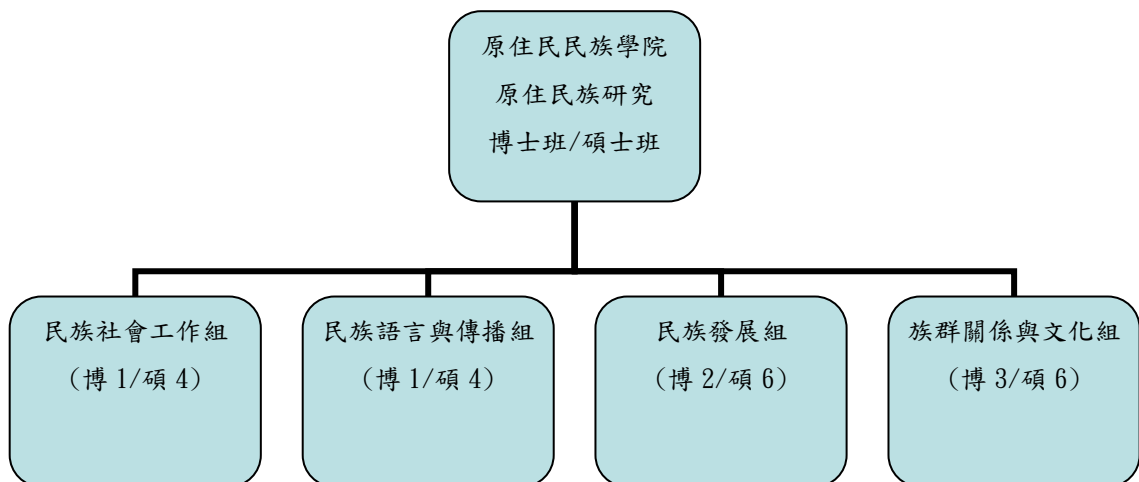 原住民民族學院
原住民族研究
博士班/碩士班
民族社會工作組
(博 1/碩 4)
民族語言與傳播組
(博 1/碩 4)
民族發展組
(博 2/碩 6)
族群關係與文化組
(博 3/碩 6)